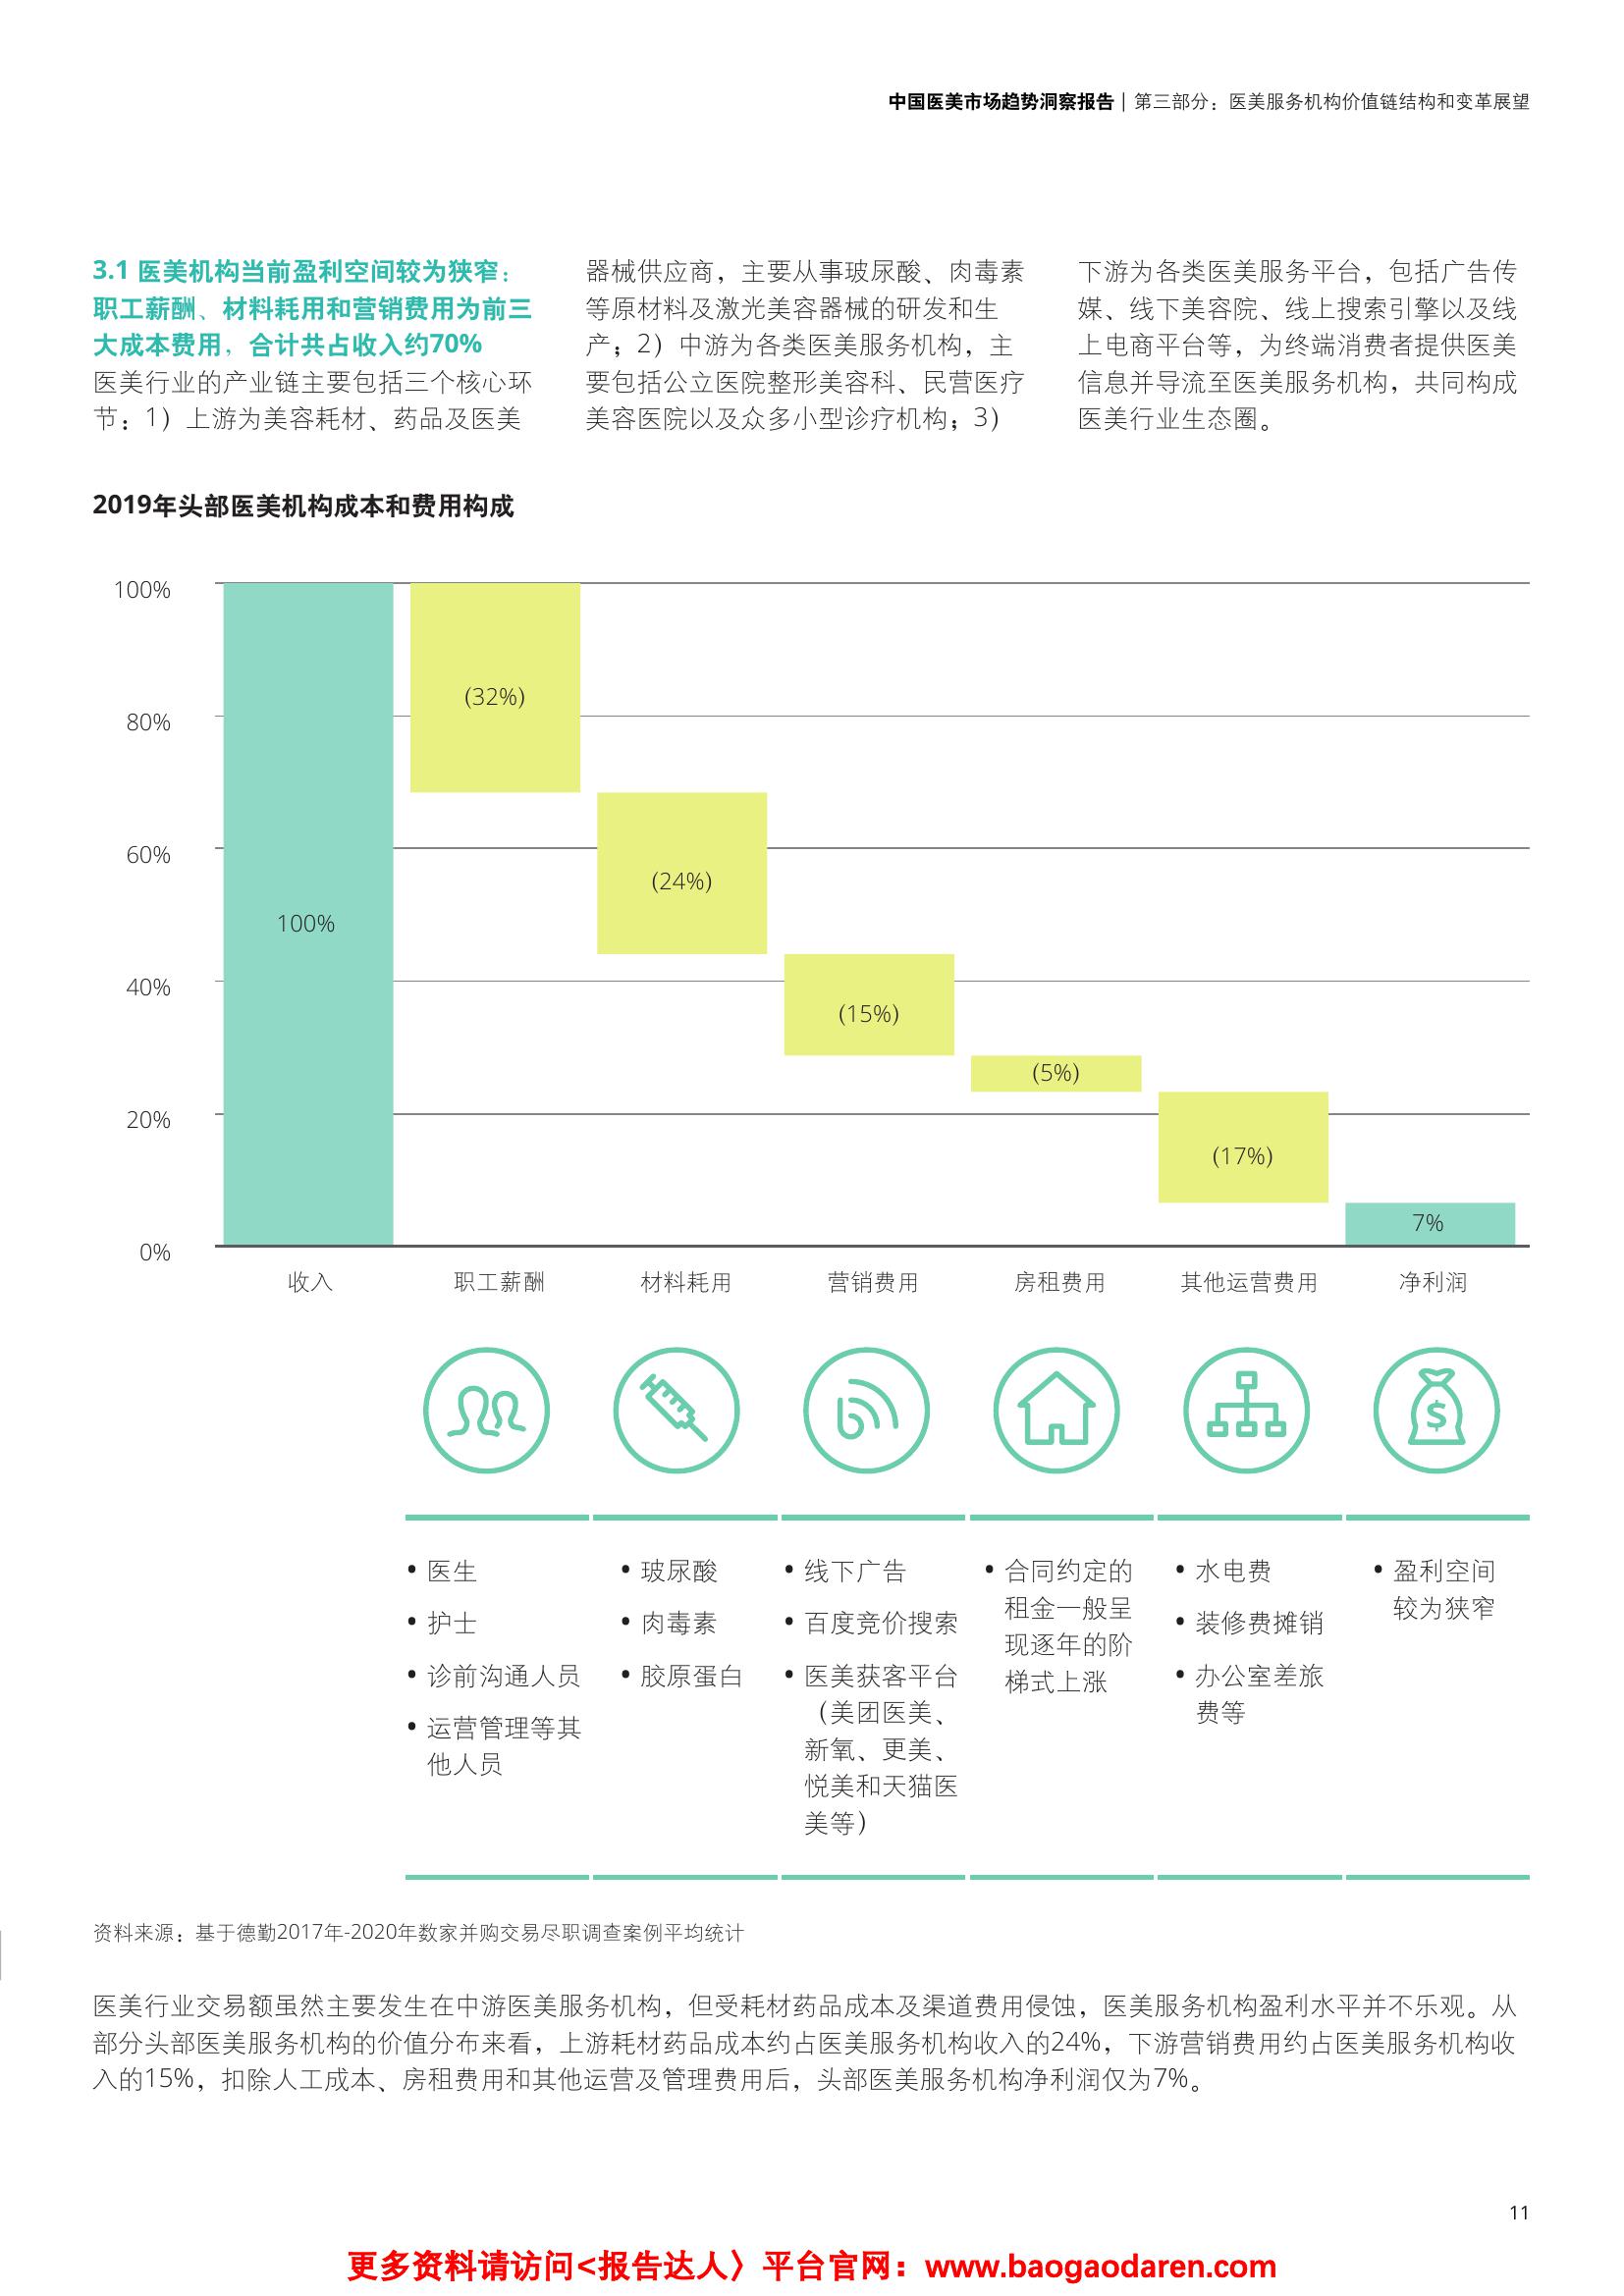 中国医美市场趋势洞察报告 | 第三部分：医美服务机构价值链结构和变革展望
3.1 医美机构当前盈利空间较为狭窄：
职工薪酬、材料耗用和营销费用为前三
大成本费用，合计共占收入约70%
医美行业的产业链主要包括三个核心环
节：1）上游为美容耗材、药品及医美
器械供应商，主要从事玻尿酸、肉毒素
等原材料及激光美容器械的研发和生
产；2）中游为各类医美服务机构，主
要包括公立医院整形美容科、民营医疗
美容医院以及众多小型诊疗机构；3）
下游为各类医美服务平台，包括广告传
媒、线下美容院、线上搜索引擎以及线
上电商平台等，为终端消费者提供医美
信息并导流至医美服务机构，共同构成
医美行业生态圈。
2019年头部医美机构成本和费用构成
100%
80%
60%
40%
20%
0%
100%
(32%)
(24%)
(15%)
(5%)
(17%)
7%
收入
职工薪酬
材料耗用
营销费用
房租费用
其他运营费用
净利润
$
• 医生
• 护士
• 诊前沟通人员
• 运营管理等其
他人员
• 玻尿酸
• 肉毒素
• 胶原蛋白
• 线下广告
• 百度竞价搜索
• 医美获客平台
（美团医美、
新氧、更美、
悦美和天猫医
美等）
• 合同约定的
租金一般呈
现逐年的阶
梯式上涨
• 水电费
• 装修费摊销
• 办公室差旅
费等
• 盈利空间
较为狭窄
资料来源：基于德勤2017年-2020年数家并购交易尽职调查案例平均统计
医美行业交易额虽然主要发生在中游医美服务机构，但受耗材药品成本及渠道费用侵蚀，医美服务机构盈利水平并不乐观。从
部分头部医美服务机构的价值分布来看，上游耗材药品成本约占医美服务机构收入的24%，下游营销费用约占医美服务机构收
入的15%，扣除人工成本、房租费用和其他运营及管理费用后，头部医美服务机构净利润仅为7%。
11
更多资料请访问<报告达人〉平台官网：www.baogaodaren.com